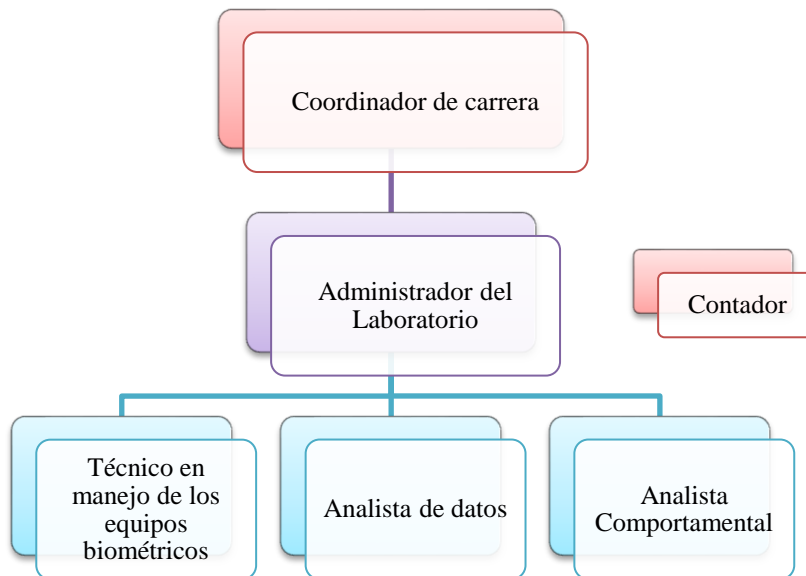 Coordinador de carrera
Administrador del
Laboratorio
Contador
Técnico en
manejo de los
equipos
biométricos
Analista de datos
Analista
Comportamental